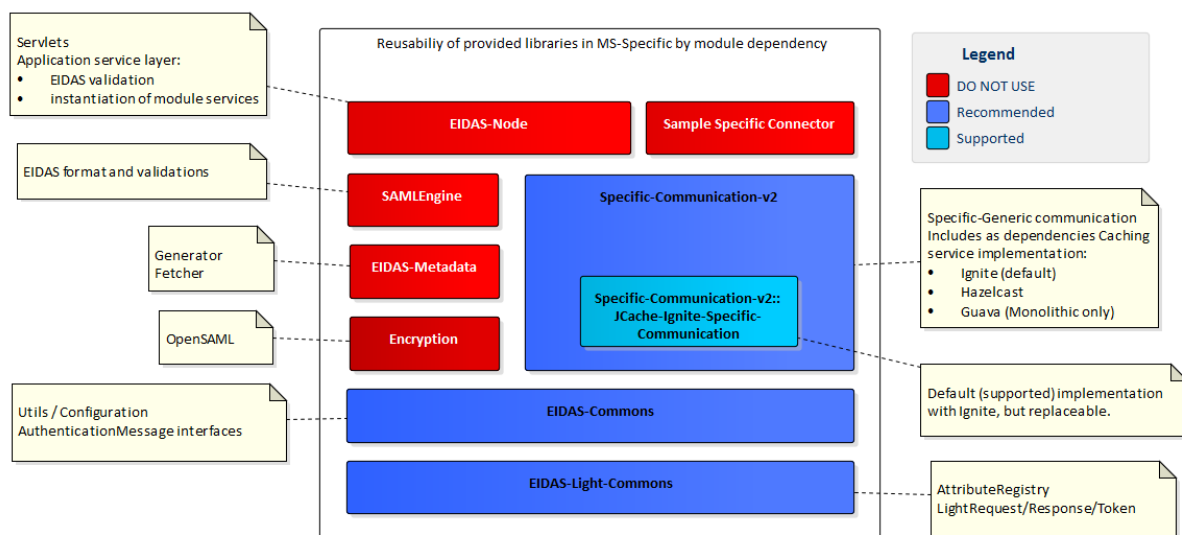 Servlets
Application service layer:
• EIDAS validation
• instantiation of module services
Reusabiliy of provided libraries in MS-Specific by module dependency
Legend
DO NOT USE
Recommended
Supported
EIDAS-Node
Sample Specific Connector
EIDAS format and validations
SAMLEngine
Specific-Communication-v2
Specific-Generic communication
Includes as dependencies Caching
service implementation:
• Ignite (default)
• Hazelcast
• Guava (Monolithic only)
Generator
Fetcher
EIDAS-Metadata
Specific-Communication-v2::
JCache-Ignite-Specific-
Communication
OpenSAML
Encryption
Default (supported) implementation
with Ignite, but replaceable.
Utils / Configuration
AuthenticationMessage interfaces
EIDAS-Commons
EIDAS-Light-Commons
AttributeRegistry
LightRequest/Response/Token